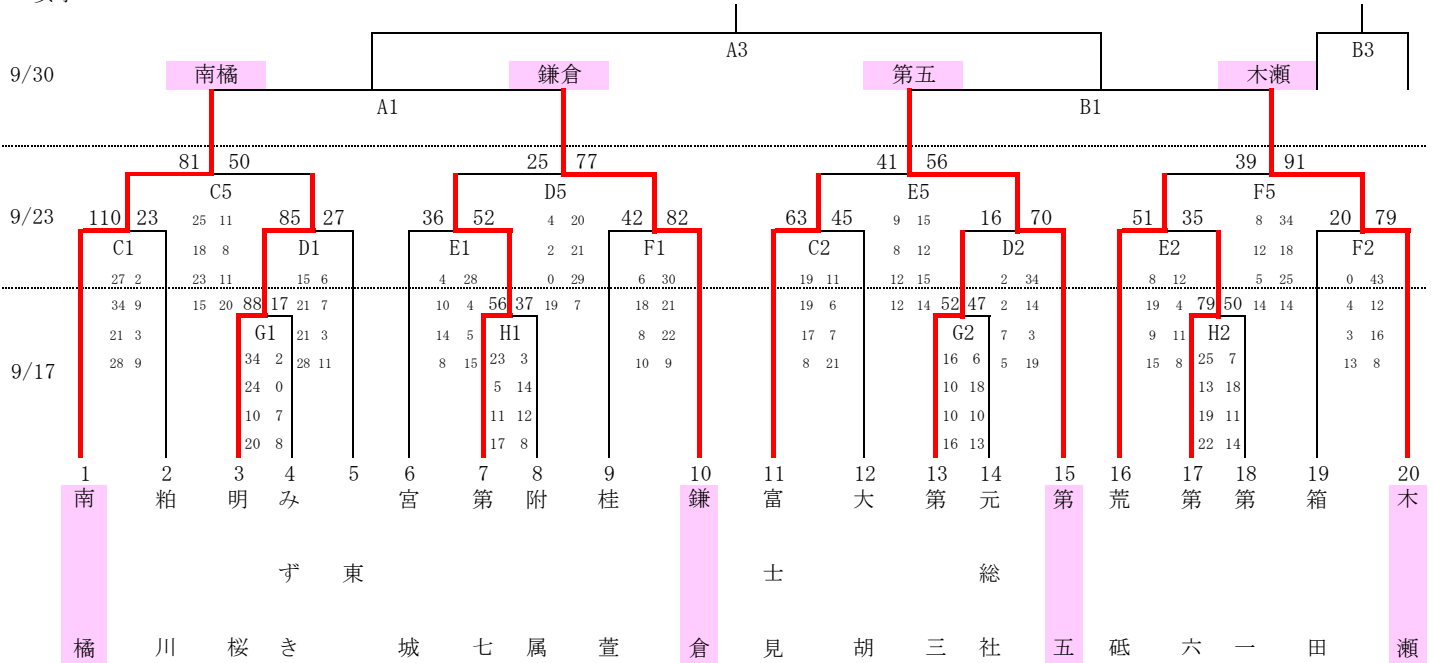 A3
B3
9/30
南橘
鎌倉
第五
木瀬
A1
B1
81 50
25 77
41 56
39 91
C5
D5
E5
F5
9/23
110 23
25 11
85 27
36 52
4 20
42 82
63 45
9 15
16 70
51 35
8 34
20 79
C1
18 8
D1
E1
2 21
F1
C2
8 12
D2
E2
12 18
F2
27 2
23 11
15 6
4 28
0 29
6 30
19 11
12 15
2 34
8 12
5 25
0 43
34 9
15 20
88 17
21 7
10 4
56 37
19 7
18 21
19 6
12 14
52 47
2 14
19 4
79 50
14 14
4 12
21 3
G1
21 3
14 5
H1
8 22
17 7
G2
7 3
9 11
H2
3 16
9/17
28 9
34 2
28 11
8 15
23 3
10 9
8 21
16 6
5 19
15 8
25 7
13 8
24 0
5 14
10 18
13 18
10 7
11 12
10 10
19 11
20 8
17 8
16 13
22 14
1 2 3 4 5 6 7 8 9 10 11 12 13 14 15 16 17 18 19 20
南橘
粕川
明桜
みずき
東
宮城
第七
附属
桂萱
鎌倉
富士見
大胡
第三
元総社
第五
荒砥
第六
第一
箱田
木瀬